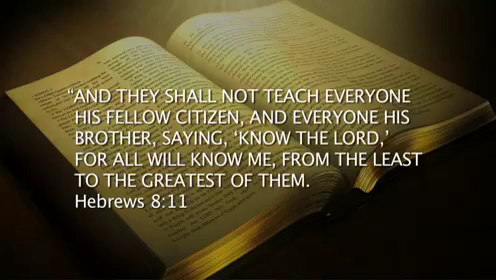 “AND THEY SHALL NOT TEACH EVERYONE
HIS FELLOW CITIZEN, AND EVERYONE HIS
BROTHER, SAYING, ‘KNOW THE LORD,’
FOR ALL WILL KNOW ME, FROM THE LEAST
TO THE GREATEST OF THEM.
Hebrews 8:11